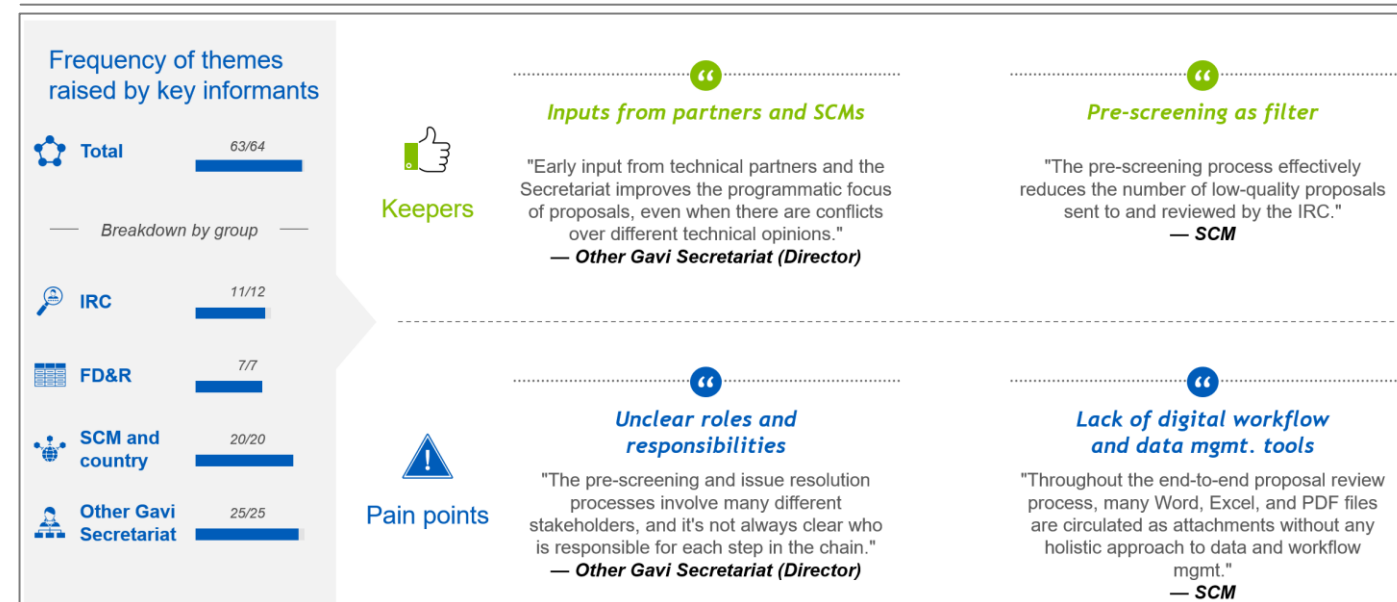 Frequency of themes
raised by key informants
Total
63/64
Breakdown by group
IRC
11/12
FD&R
7/7
SCM and
country
20/20
Other Gavi
Secretariat
25/25
Keepers
Inputs from partners and SCMs
"Early input from technical partners and the
Secretariat improves the programmatic focus
of proposals, even when there are conflicts
over different technical opinions."
— Other Gavi Secretariat (Director)
Pre-screening as filter
"The pre-screening process effectively
reduces the number of low-quality proposals
sent to and reviewed by the IRC."
— SCM
Pain points
Unclear roles and
responsibilities
"The pre-screening and issue resolution
processes involve many different
stakeholders, and it's not always clear who
is responsible for each step in the chain."
— Other Gavi Secretariat (Director)
Lack of digital workflow
and data mgmt. tools
"Throughout the end-to-end proposal review
process, many Word, Excel, and PDF files
are circulated as attachments without any
holistic approach to data and workflow
mgmt."
— SCM